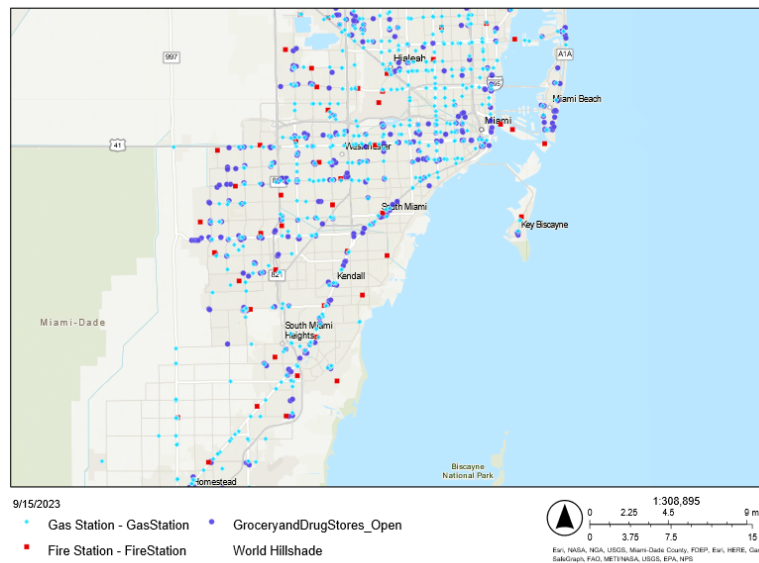 997
Hialeah
A1A
Miami Beach
Miami
41
Westchester
South Miami
Key Biscayne
821
Kendall
Miami-Dade
South Miami
Heights
Biscayne
National Park
Homestead
9/15/2023
1:308,895
0 2.25 4.5 9 m
0 3.75 7.5 15
Gas Station - GasStation
GroceryandDrugStores_Open
Fire Station - FireStation
World Hillshade
Esri, NASA, NGA, USGS, Miami-Dade County, FDEP, Esri, HERE, Gar
SafeGraph, FAO, METI/NASA, USGS, EPA, NPS